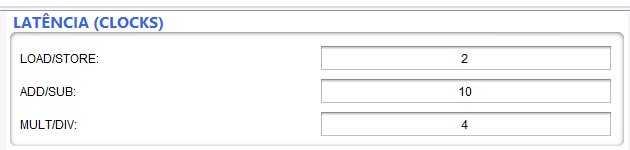 LATÊNCIA (CLOCKS)
LOAD/STORE: 2
ADD/SUB: 10
MULT/DIV: 4